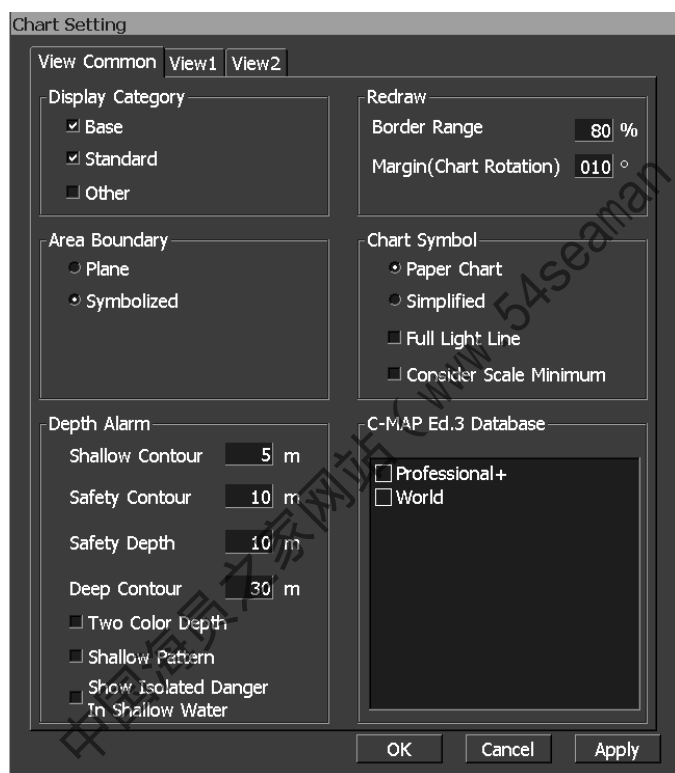 Chart Setting
View Common View1 View2
Display Category
Base
Standard
Other
Redraw
Border Range 80 %
Margin(Chart Rotation) 010 °
Area Boundary
Plane
Symbolized
Chart Symbol
Paper Chart
Simplified
Full Light Line
Consider Scale Minimum
Depth Alarm
Shallow Contour 5 m
Safety Contour 10 m
Safety Depth 10 m
Deep Contour 30 m
Two Color Depth
Shallow Pattern
Show Isolated Danger
In Shallow Water
C-MAP Ed.3 Database
Professional+
World
OK Cancel Apply
中国海员之家网站(www 54seaman